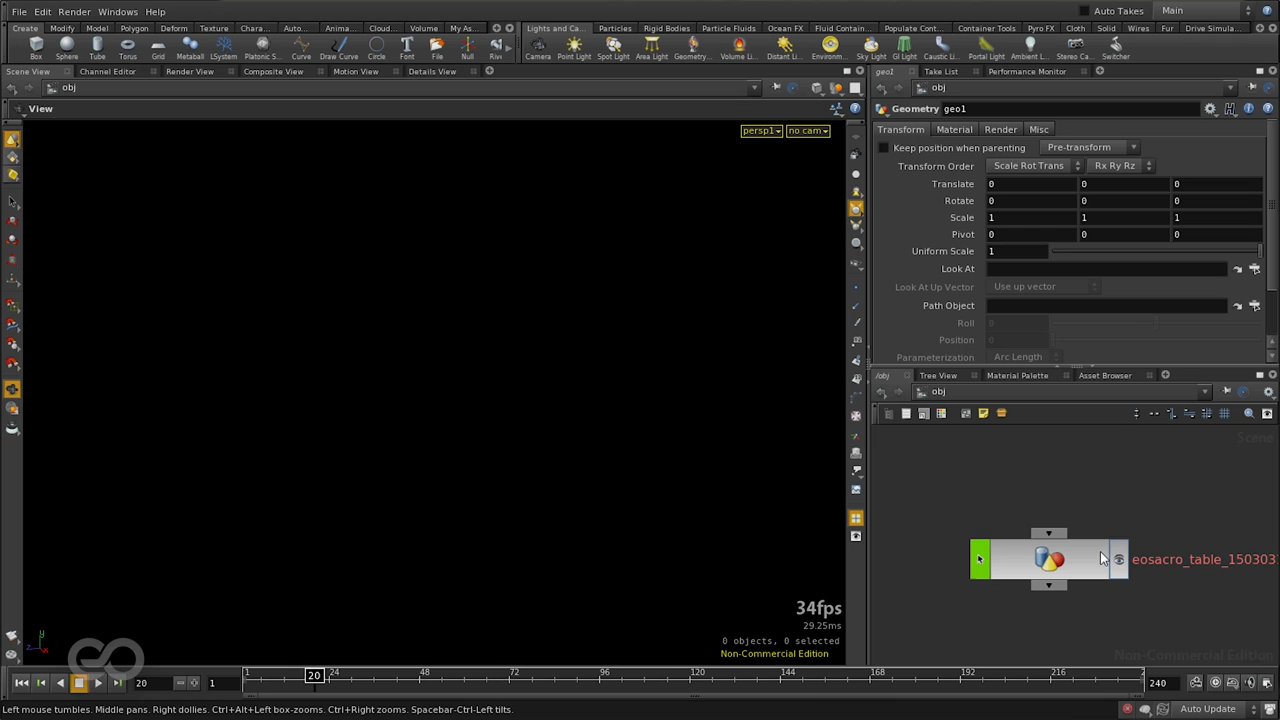 File Edit Render Windows Help Auto Takes Main
Create Modify Model Polygon Deform Texture Chara... Auto... Anima... Cloud... Volume My As... Lights and Ca... Particles Rigid Bodies Particle Fluids Ocean FX Fluid Contain... Populate Cont... Container Tools Pyro FX Cloth Solid Wires Fur Drive Simula...
Box Sphere Tube Torus Grid Metaball LSystem Platonic S... Curve Draw Curve Circle Font File Null Rivi Camera Point Light Spot Light Area Light Geometry... Volume Li... Distant Li... Environm... Sky Light GI Light Caustic Li... Portal Light Ambient L... Stereo Ca... Switcher
Scene View Channel Editor Render View Composite View Motion View Details View geo1 Take List Performance Monitor
obj obj
View Geometry geo1
persp1 no cam Transform Material Render Misc
Keep position when parenting Pre-transform
Transform Order Scale Rot Trans Rx Ry Rz
Translate 0 0 0
Rotate 0 0 0
Scale 1 1 1
Pivot 0 0 0
Uniform Scale 1
Look At
Look At Up Vector Use up vector
Path Object
Roll 0
Position 0
Parameterization Arc Length
/obj Tree View Material Palette Asset Browser
obj
Scene
eosacro_table_150303
34fps
29.25ms
0 objects, 0 selected
Non-Commercial Edition Non-Commercial Edition
20 1 1 20 24 48 72 96 120 144 168 192 216 2 240
Left mouse tumbles. Middle pans. Right dollies. Ctrl+Alt+Left box-zooms. Ctrl+Right zooms. Spacebar-Ctrl-Left tilts. Auto Update